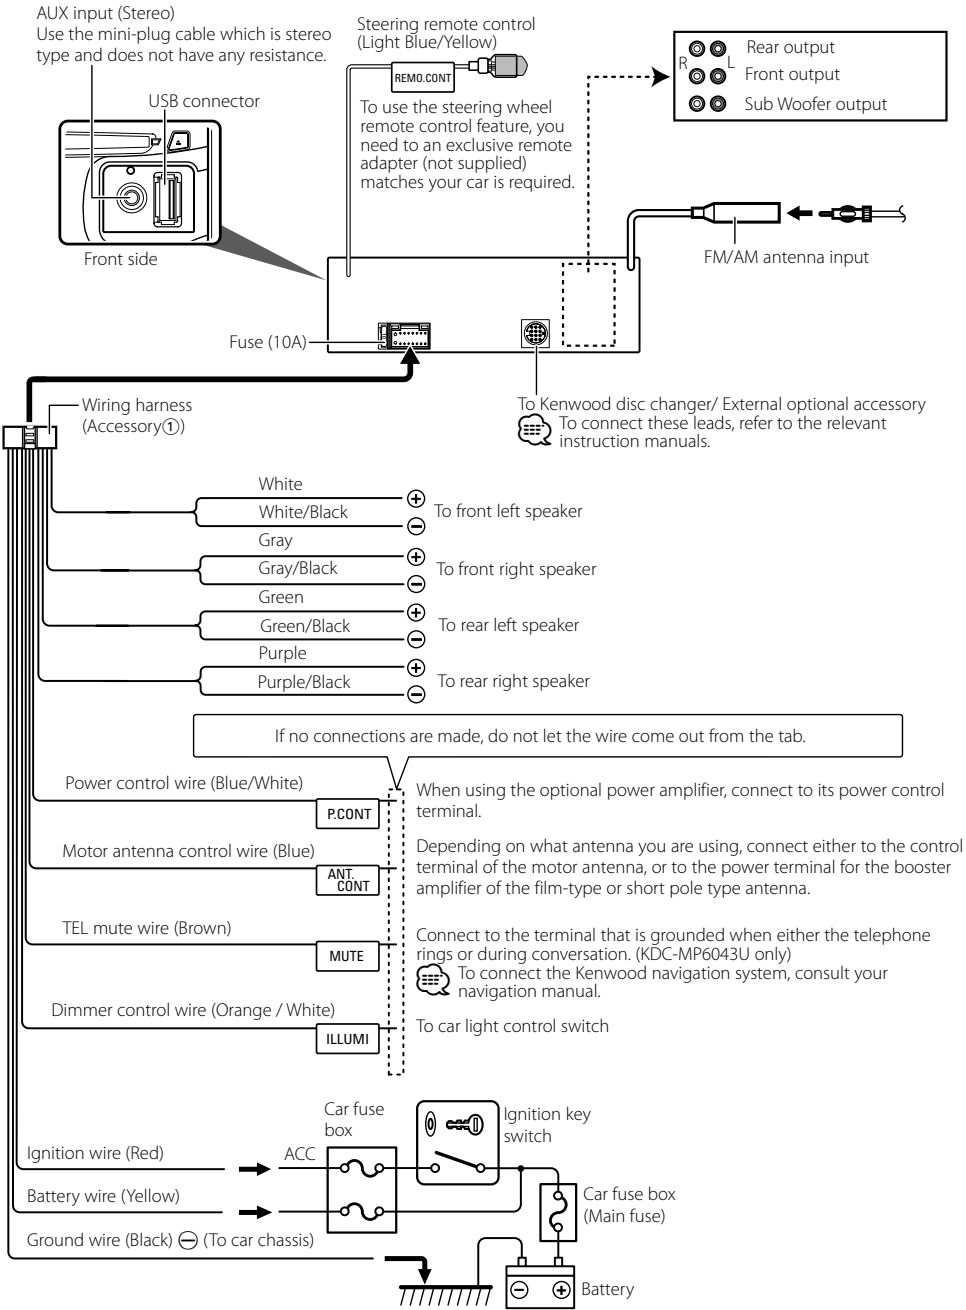 AUX input (Stereo)
Use the mini-plug cable which is stereo
type and does not have any resistance.
USB connector
Front side
Steering remote control
(Light Blue/Yellow)
REMO.CONT
To use the steering wheel
remote control feature, you
need to an exclusive remote
adapter (not supplied)
matches your car is required.
R
L
Rear output
Front output
Sub Woofer output
FM/AM antenna input
Fuse (10A)
To Kenwood disc changer/ External optional accessory
To connect these leads, refer to the relevant
instruction manuals.
Wiring harness
(Accessory①)
White
White/Black
⊕
⊖
To front left speaker
Gray
Gray/Black
⊕
⊖
To front right speaker
Green
Green/Black
⊕
⊖
To rear left speaker
Purple
Purple/Black
⊕
⊖
To rear right speaker
If no connections are made, do not let the wire come out from the tab.
Power control wire (Blue/White)
P.CONT
When using the optional power amplifier, connect to its power control
terminal.
Motor antenna control wire (Blue)
ANT.
CONT
Depending on what antenna you are using, connect either to the control
terminal of the motor antenna, or to the power terminal for the booster
amplifier of the film-type or short pole type antenna.
TEL mute wire (Brown)
MUTE
Connect to the terminal that is grounded when either the telephone
rings or during conversation. (KDC-MP6043U only)
To connect the Kenwood navigation system, consult your
navigation manual.
Dimmer control wire (Orange / White)
ILLUMI
To car light control switch
Car fuse
box
Ignition key
switch
Ignition wire (Red)
ACC
Battery wire (Yellow)
Car fuse box
(Main fuse)
Ground wire (Black) ⊖ (To car chassis)
⊖ ⊕
Battery